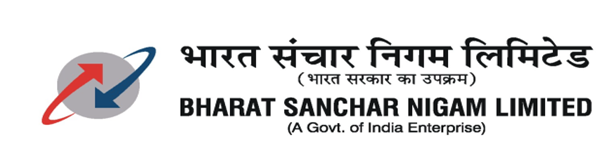 भारत संचार निगम लिमिटेड
(भारत सरकार का उपक्रम)
BHARAT SANCHAR NIGAM LIMITED
(A Govt. of India Enterprise)